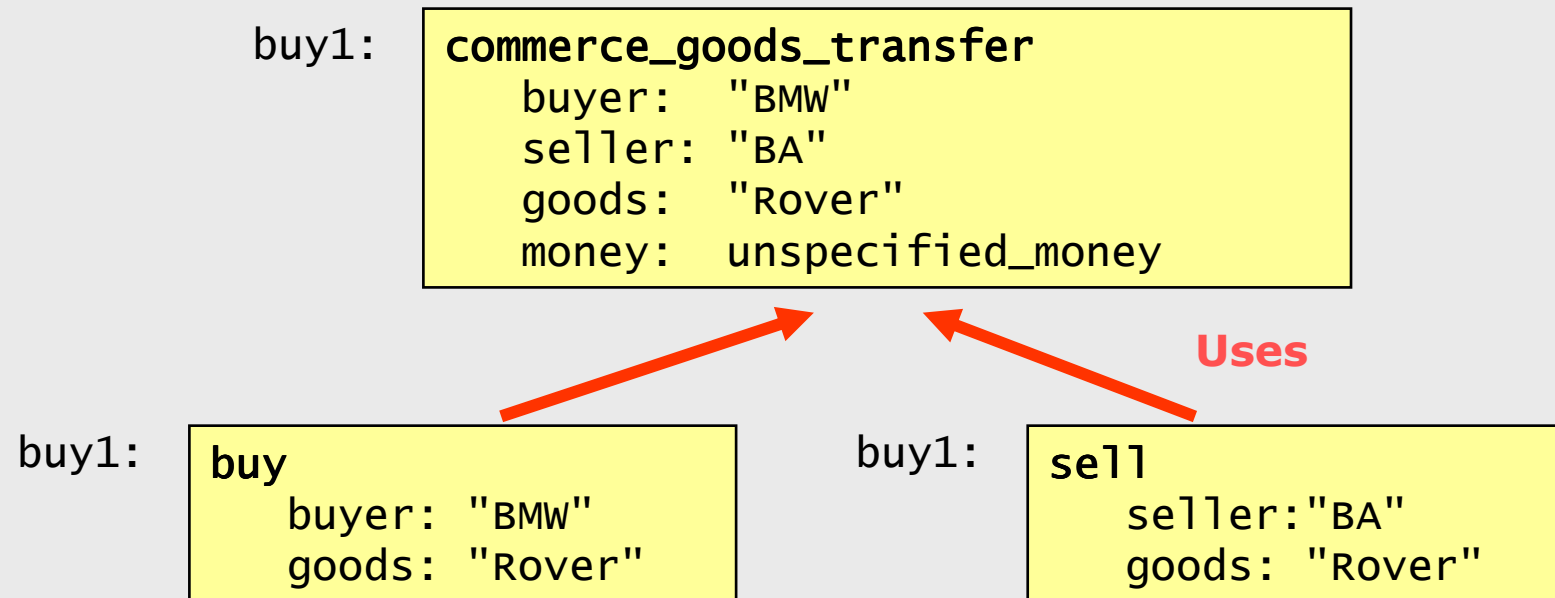 buy1: commerce_goods_transfer
buyer: "BMW"
seller: "BA"
goods: "Rover"
money: unspecified_money
Uses
buy1: buy
buyer: "BMW"
goods: "Rover"
buy1: sell
seller:"BA"
goods: "Rover"